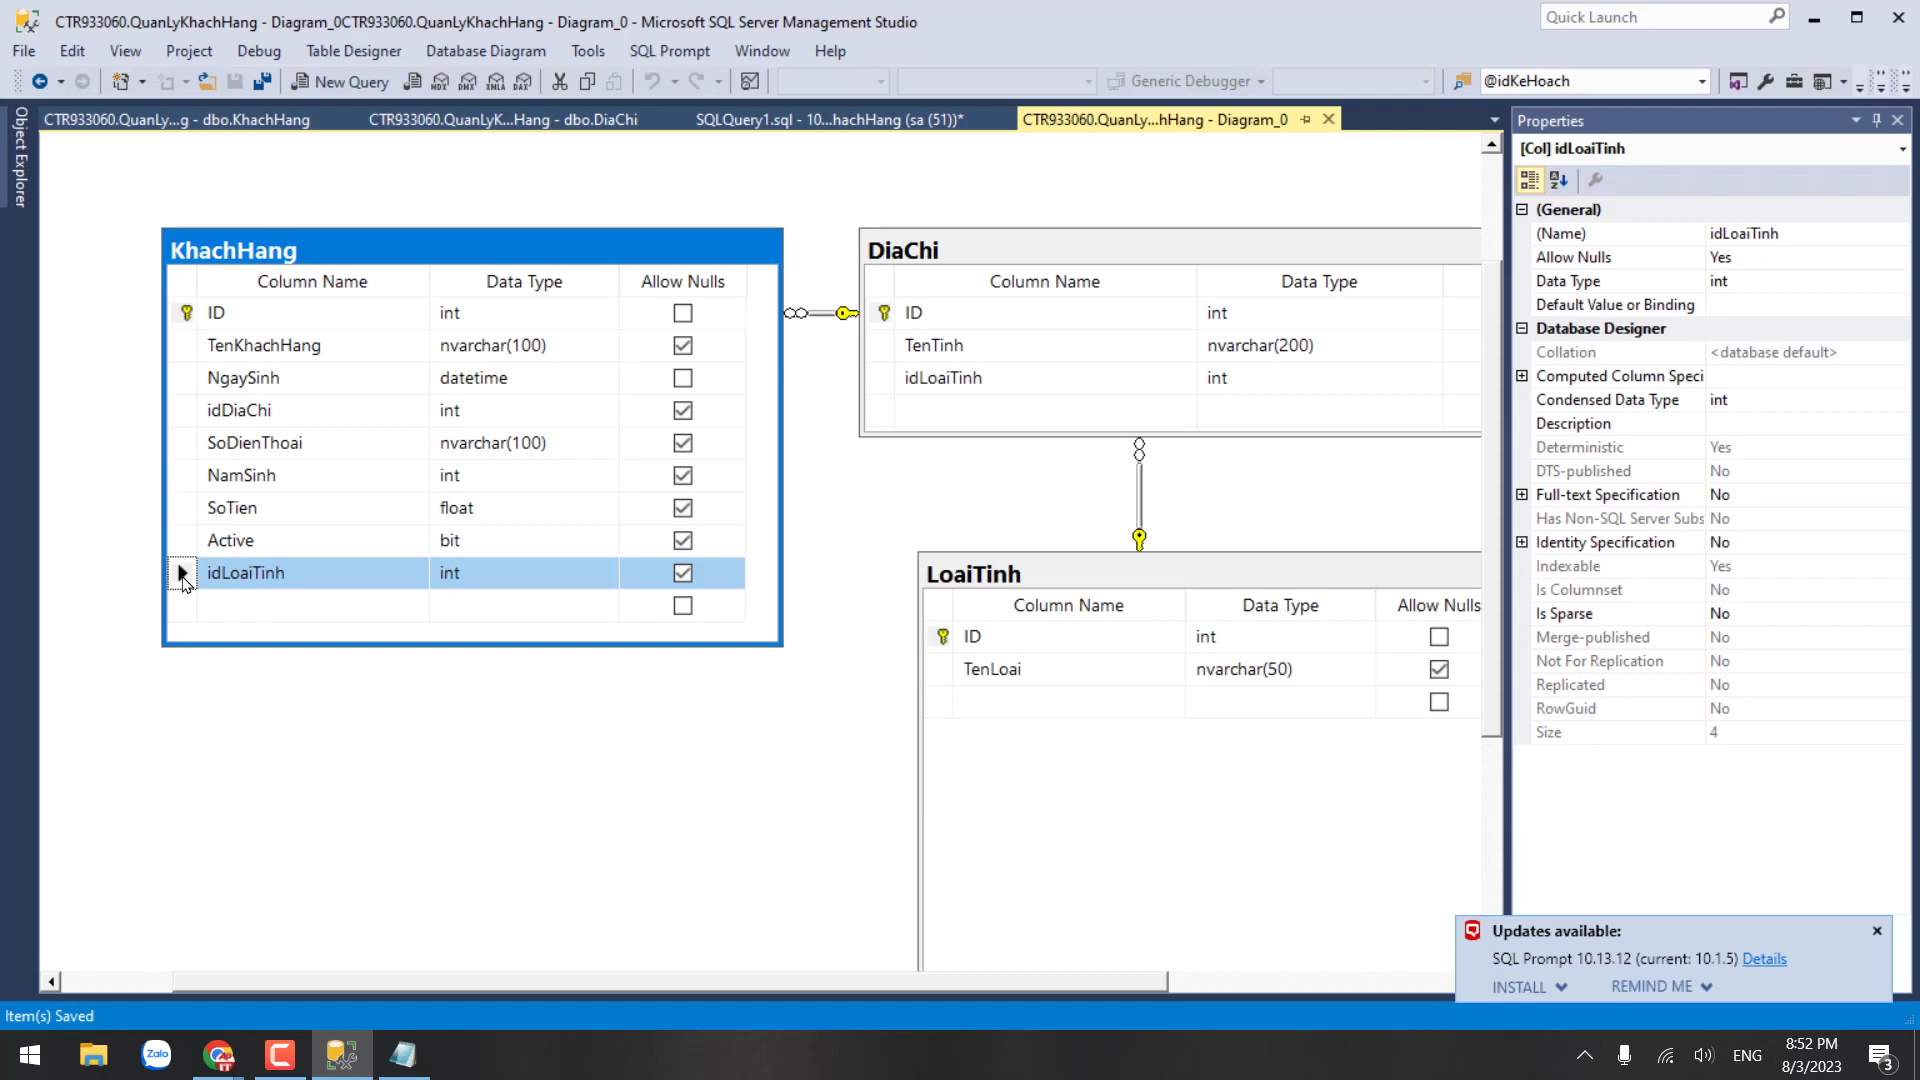 CTR933060.QuanLyKhachHang - Diagram_0CTR933060.QuanLyKhachHang - Diagram_0 - Microsoft SQL Server Management Studio
Quick Launch
File Edit View Project Debug Table Designer Database Diagram Tools SQL Prompt Window Help
New Query MDX DMX XMLA DAX Generic Debugger @idKeHoach
CTR933060.QuanLy...g - dbo.KhachHang CTR933060.QuanLyK...Hang - dbo.DiaChi SQLQuery1.sql - 10...hachHang (sa (51))* CTR933060.QuanLy...hHang - Diagram_0
Object Explorer
KhachHang
Column Name Data Type Allow Nulls
ID int
TenKhachHang nvarchar(100)
NgaySinh datetime
idDiaChi int
SoDienThoai nvarchar(100)
NamSinh int
SoTien float
Active bit
idLoaiTinh int
DiaChi
Column Name Data Type
ID int
TenTinh nvarchar(200)
idLoaiTinh int
LoaiTinh
Column Name Data Type Allow Nulls
ID int
TenLoai nvarchar(50)
Properties
[Col] idLoaiTinh
(General)
(Name) idLoaiTinh
Allow Nulls Yes
Data Type int
Default Value or Binding
Database Designer
Collation <database default>
Computed Column Speci
Condensed Data Type int
Description
Deterministic Yes
DTS-published No
Full-text Specification No
Has Non-SQL Server Subs No
Identity Specification No
Indexable Yes
Is Columnset No
Is Sparse No
Merge-published No
Not For Replication No
Replicated No
RowGuid No
Size 4
Updates available:
SQL Prompt 10.13.12 (current: 10.1.5) Details
INSTALL REMIND ME
Item(s) Saved
Zalo
ENG
8:52 PM
8/3/2023
3